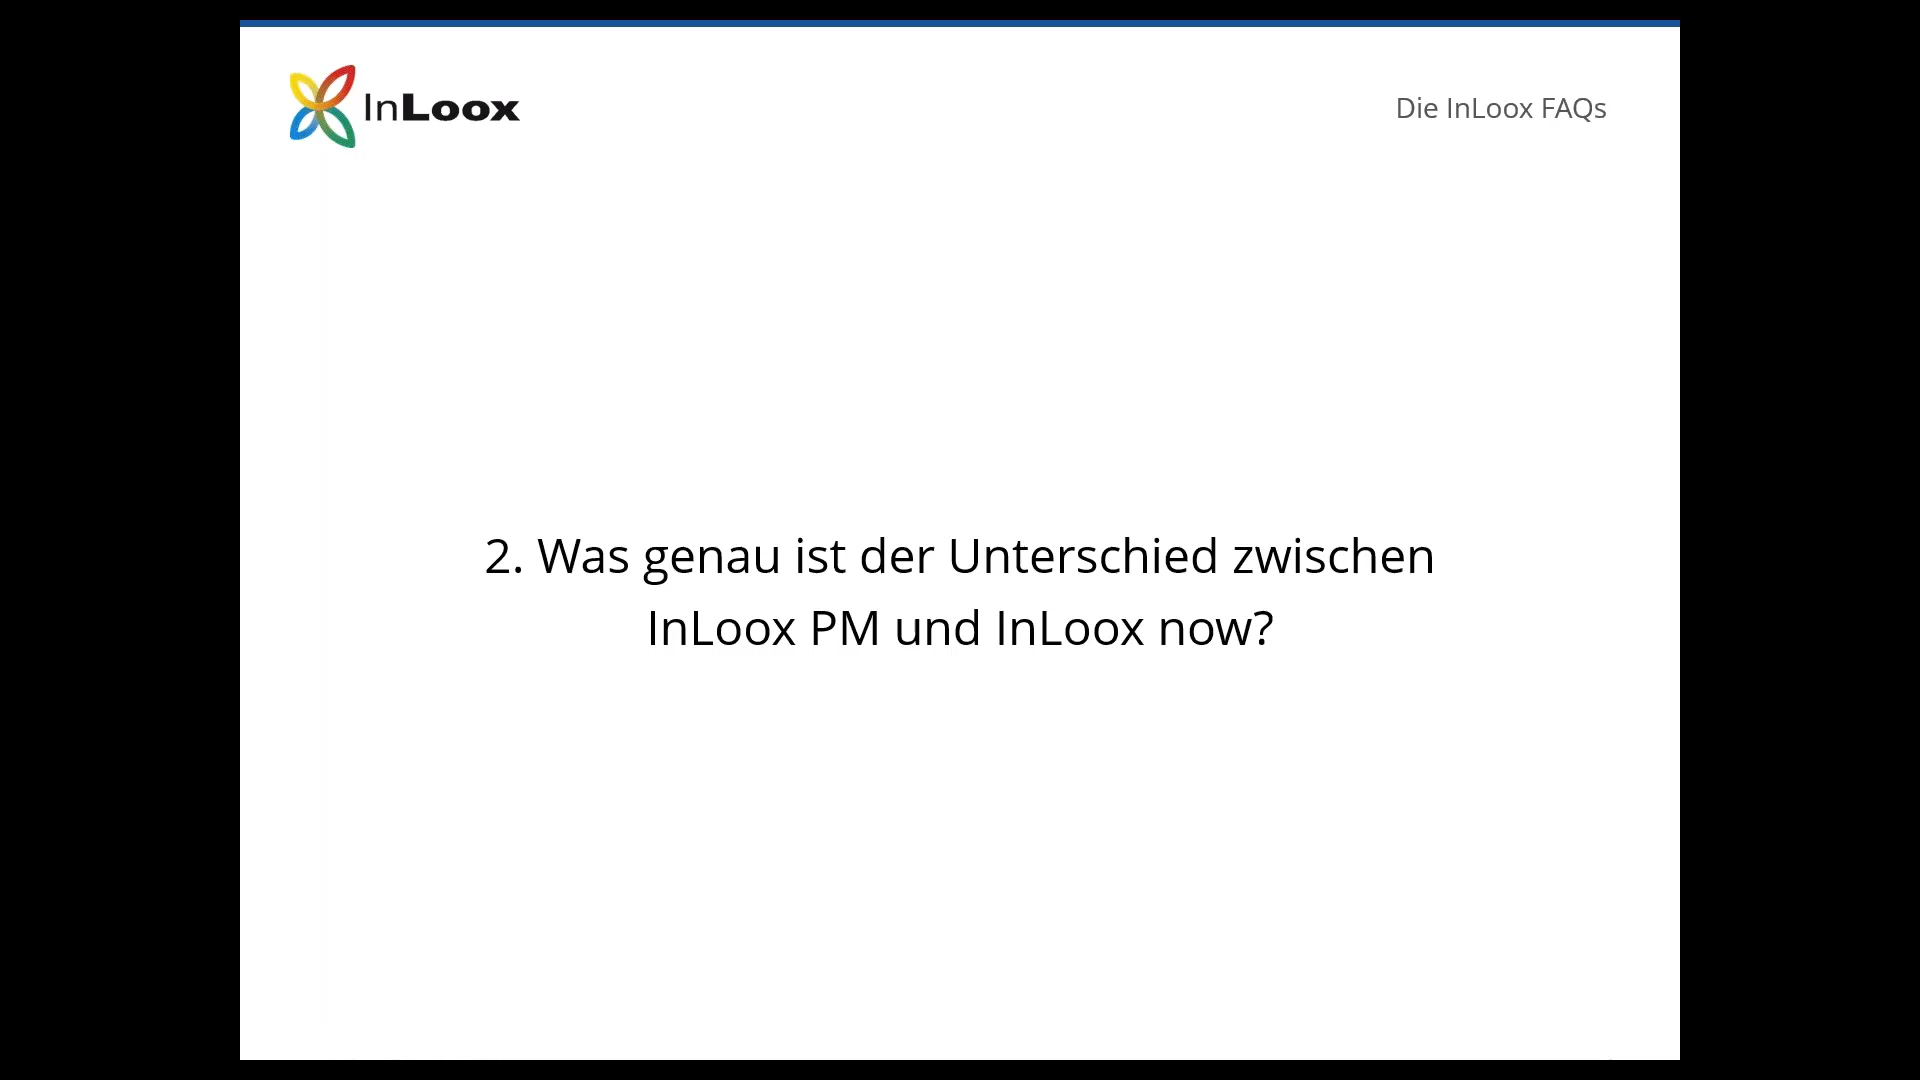 InLoox
Die InLoox FAQs
2. Was genau ist der Unterschied zwischen
InLoox PM und InLoox now?